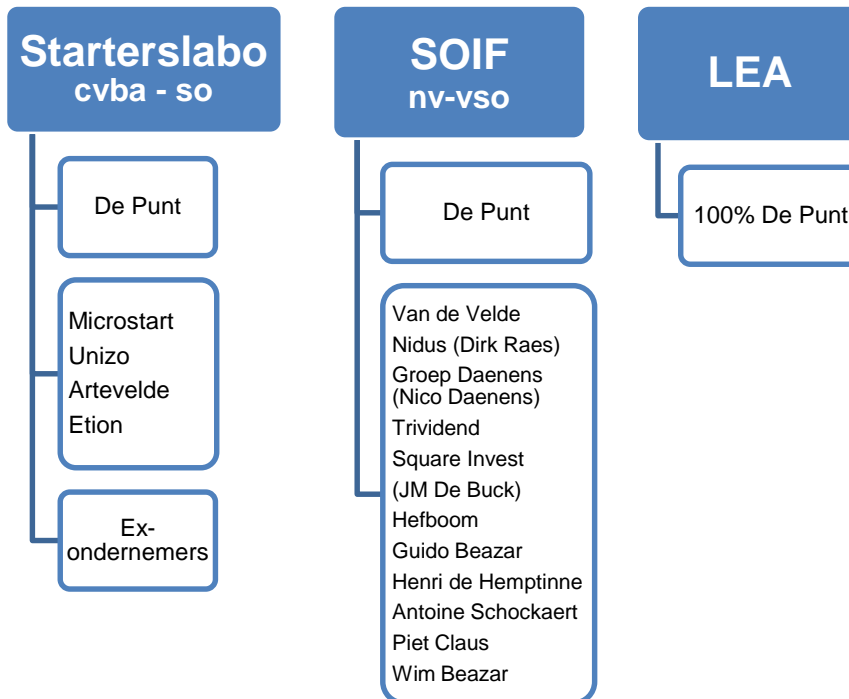 Starterslabo
cvba - so
De Punt
Microstart
Unizo
Artevelde
Etion
Ex-
ondernemers
SOIF
nv-vso
De Punt
Van de Velde
Nidus (Dirk Raes)
Groep Daenens
(Nico Daenens)
Trividend
Square Invest
(JM De Buck)
Hefboom
Guido Beazar
Henri de Hemptinne
Antoine Schockaert
Piet Claus
Wim Beazar
LEA
100% De Punt